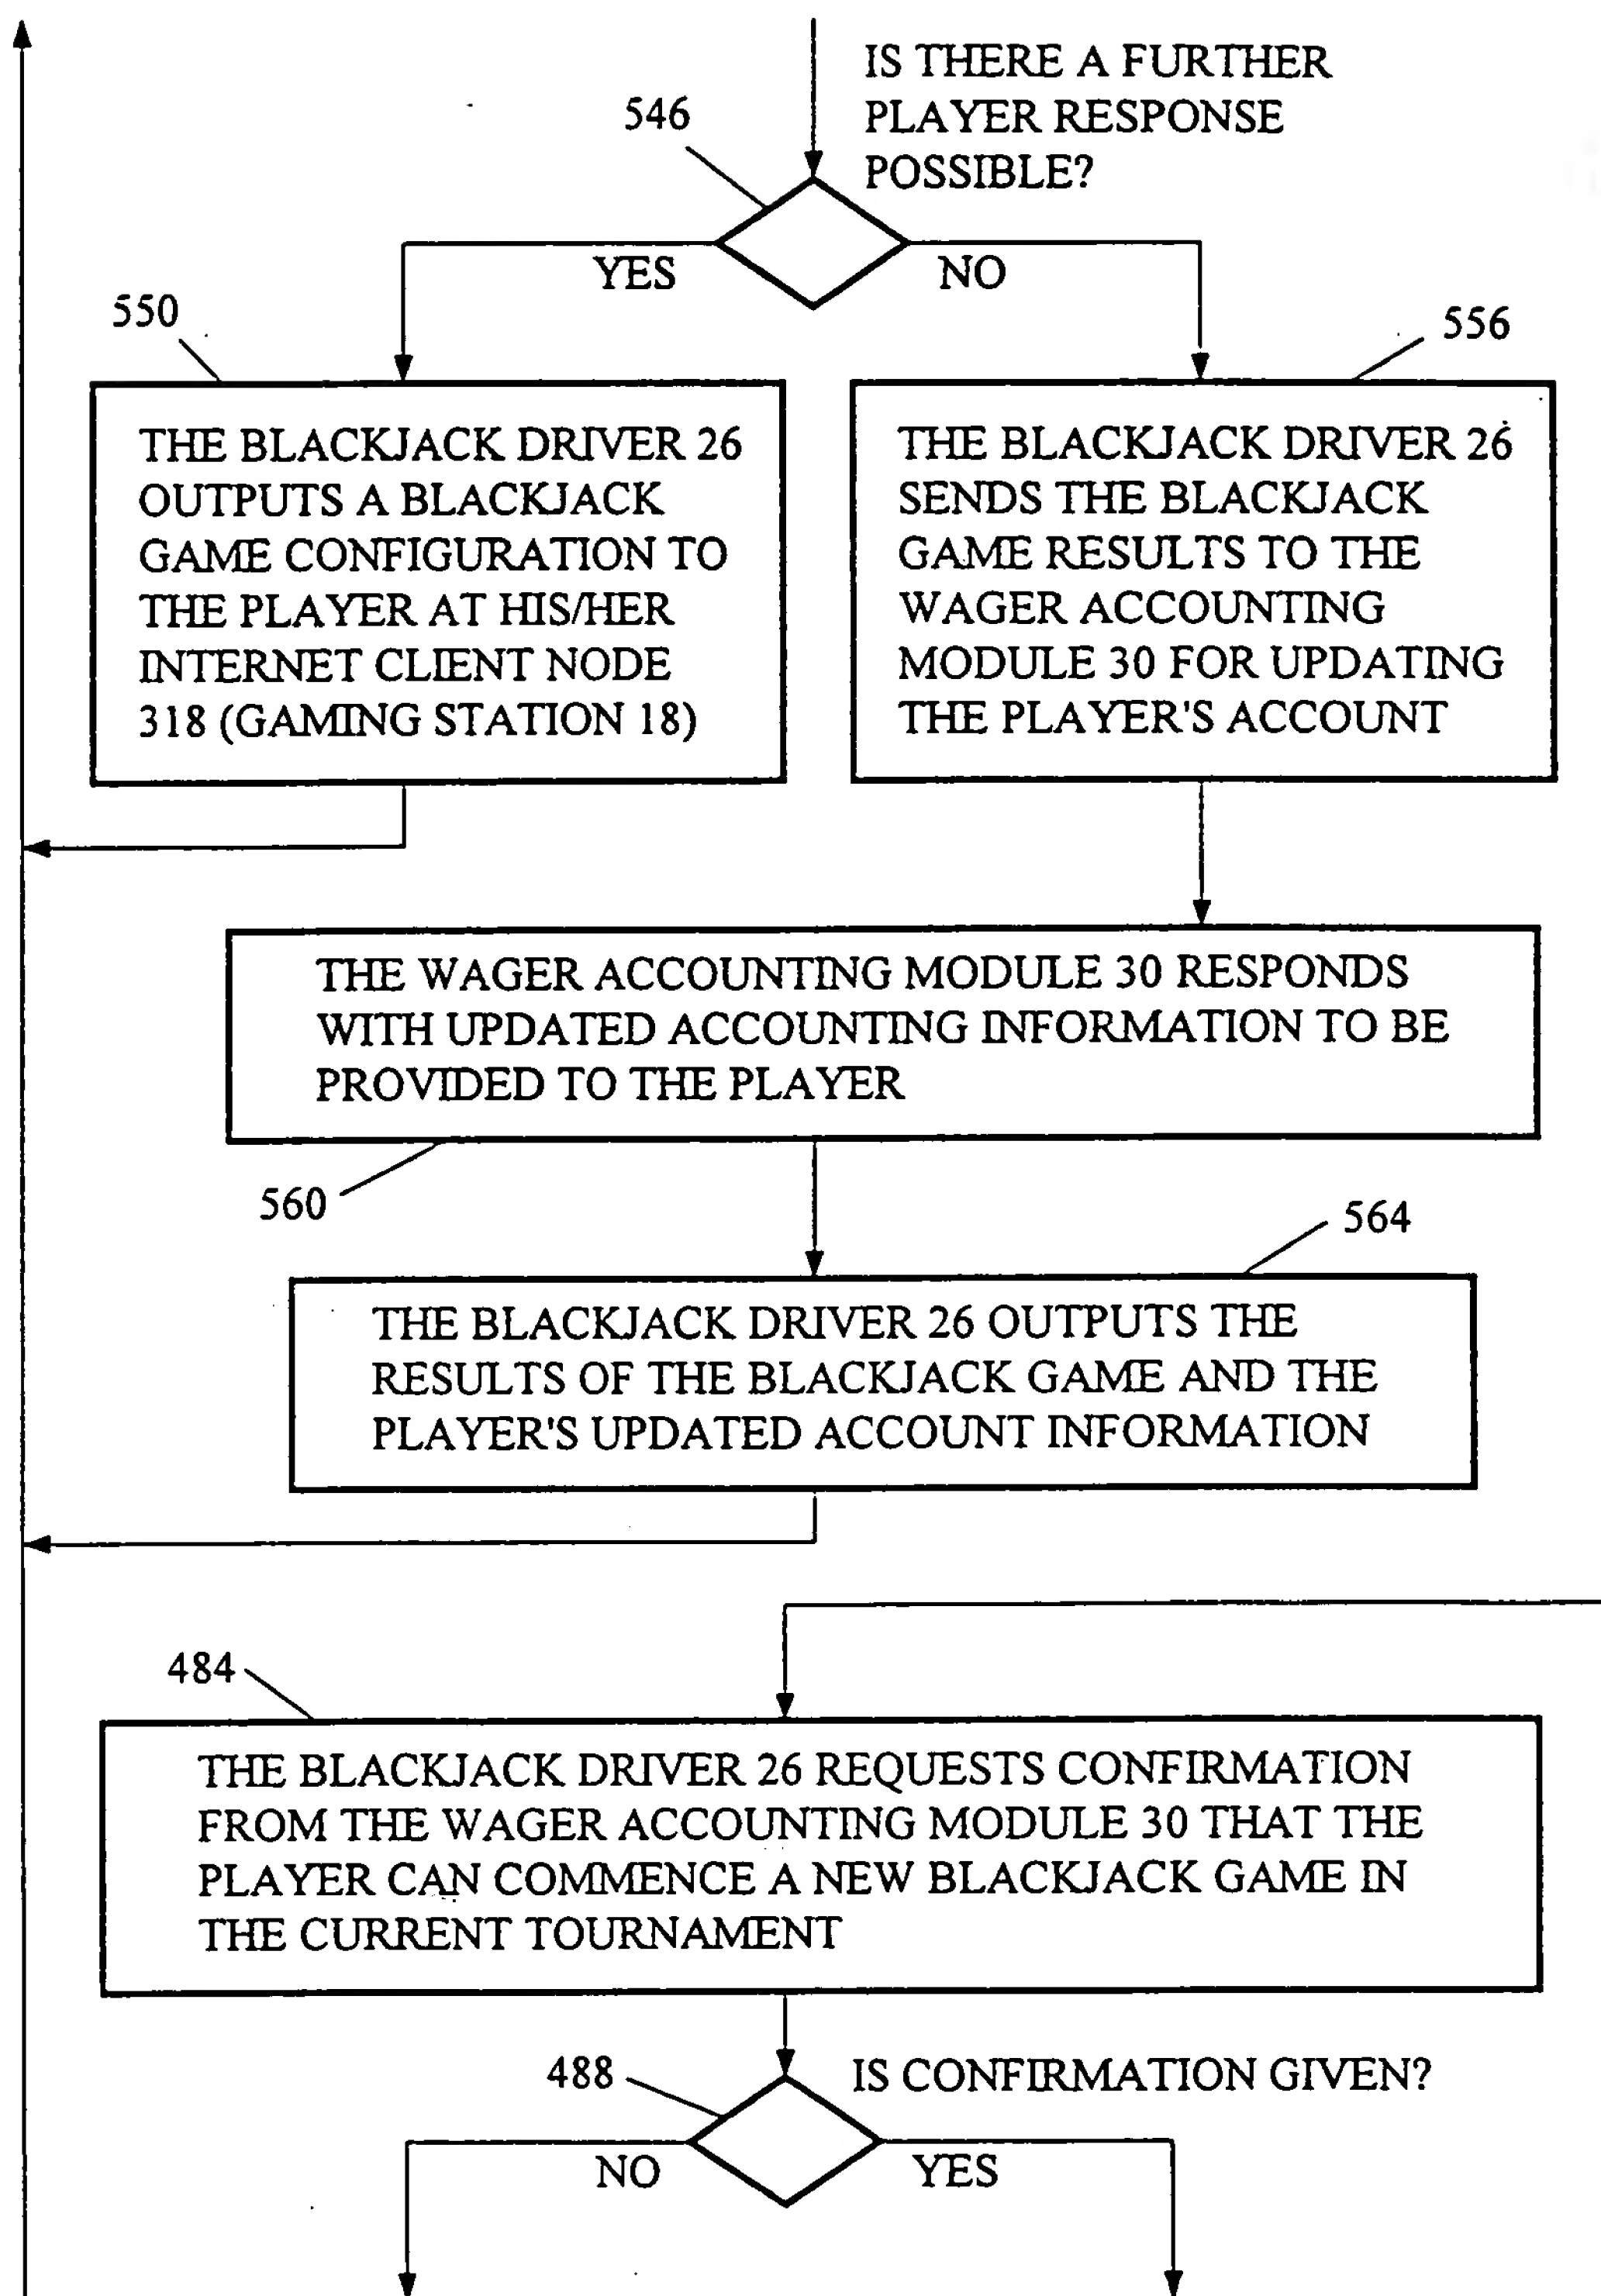 IS THERE A FURTHER
PLAYER RESPONSE
POSSIBLE?
546
YES
NO
550
556
THE BLACKJACK DRIVER 26
OUTPUTS A BLACKJACK
GAME CONFIGURATION TO
THE PLAYER AT HIS/HER
INTERNET CLIENT NODE
318 (GAMING STATION 18)
THE BLACKJACK DRIVER 26
SENDS THE BLACKJACK
GAME RESULTS TO THE
WAGER ACCOUNTING
MODULE 30 FOR UPDATING
THE PLAYER'S ACCOUNT
THE WAGER ACCOUNTING MODULE 30 RESPONDS
WITH UPDATED ACCOUNTING INFORMATION TO BE
PROVIDED TO THE PLAYER
560
564
THE BLACKJACK DRIVER 26 OUTPUTS THE
RESULTS OF THE BLACKJACK GAME AND THE
PLAYER'S UPDATED ACCOUNT INFORMATION
484
THE BLACKJACK DRIVER 26 REQUESTS CONFIRMATION
FROM THE WAGER ACCOUNTING MODULE 30 THAT THE
PLAYER CAN COMMENCE A NEW BLACKJACK GAME IN
THE CURRENT TOURNAMENT
488
IS CONFIRMATION GIVEN?
NO
YES